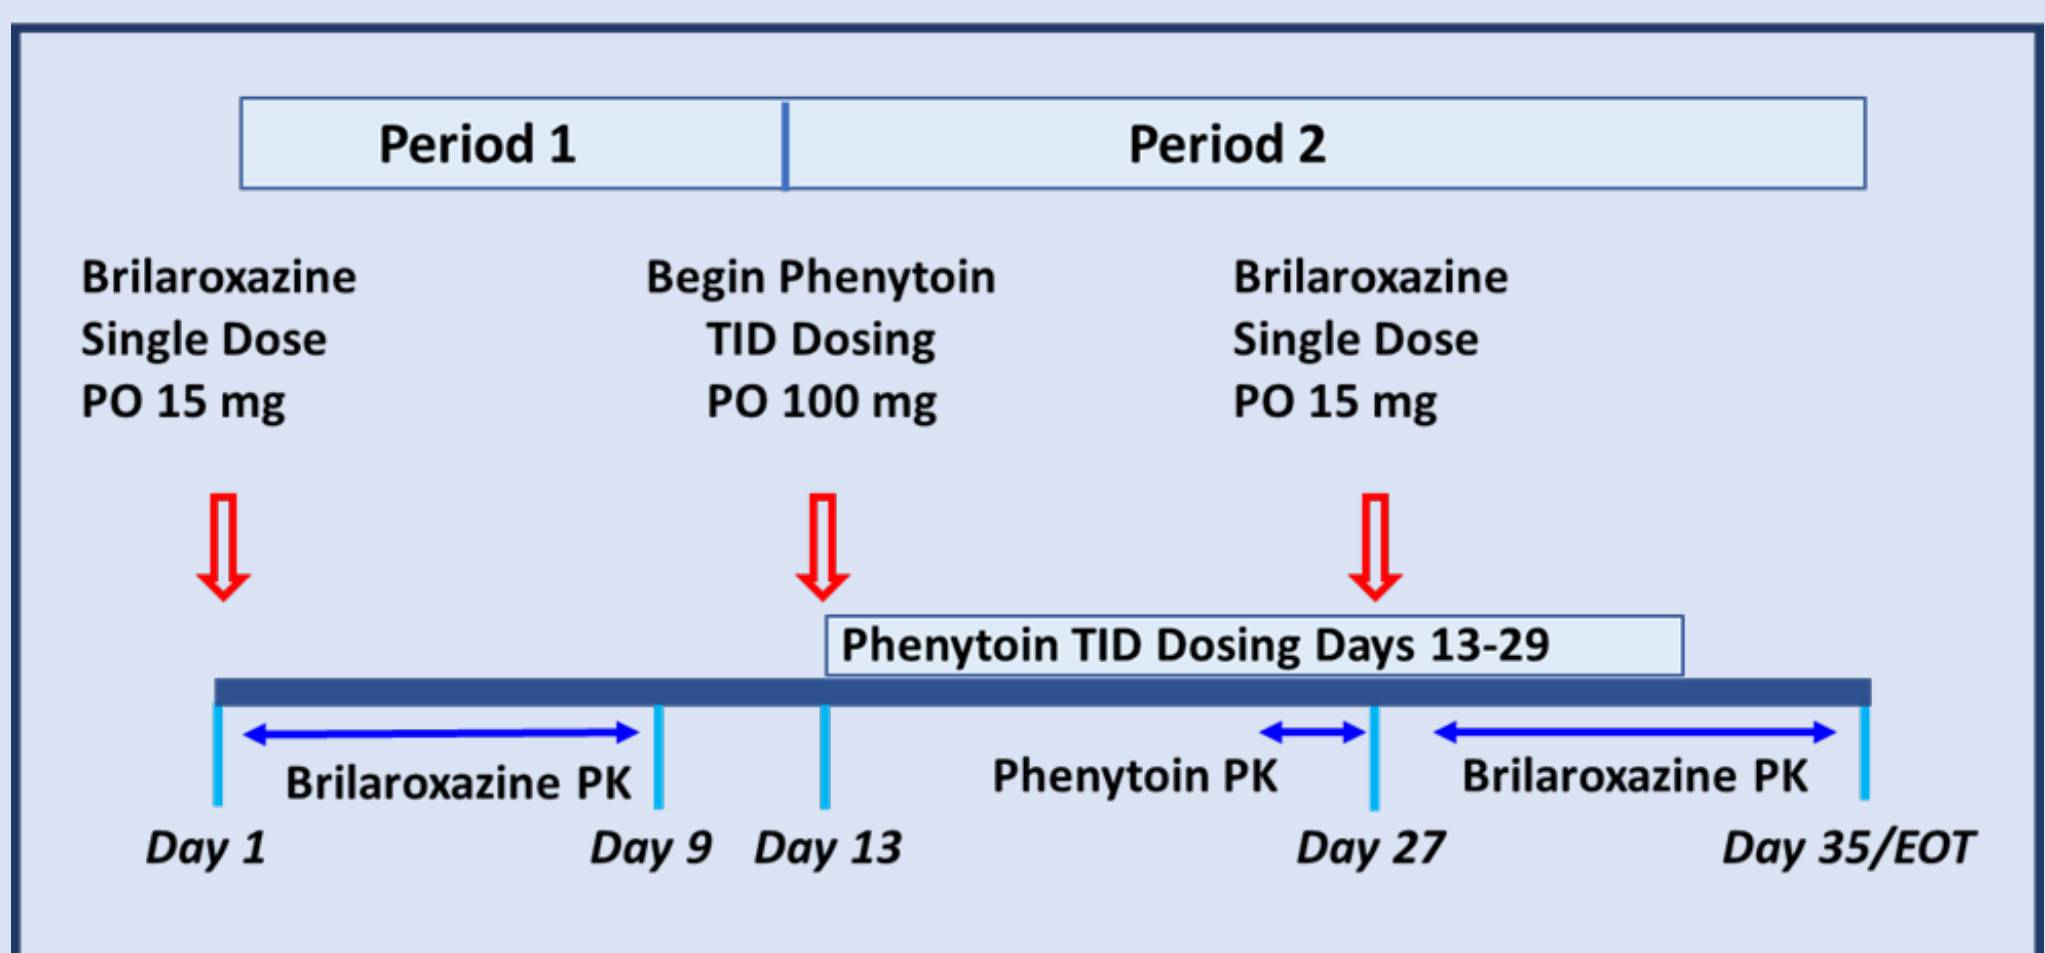 Period 1
Period 2
Brilaroxazine
Single Dose
PO 15 mg
Begin Phenytoin
TID Dosing
PO 100 mg
Brilaroxazine
Single Dose
PO 15 mg
Phenytoin TID Dosing Days 13-29
Brilaroxazine PK
Phenytoin PK
Brilaroxazine PK
Day 1
Day 9
Day 13
Day 27
Day 35/EOT